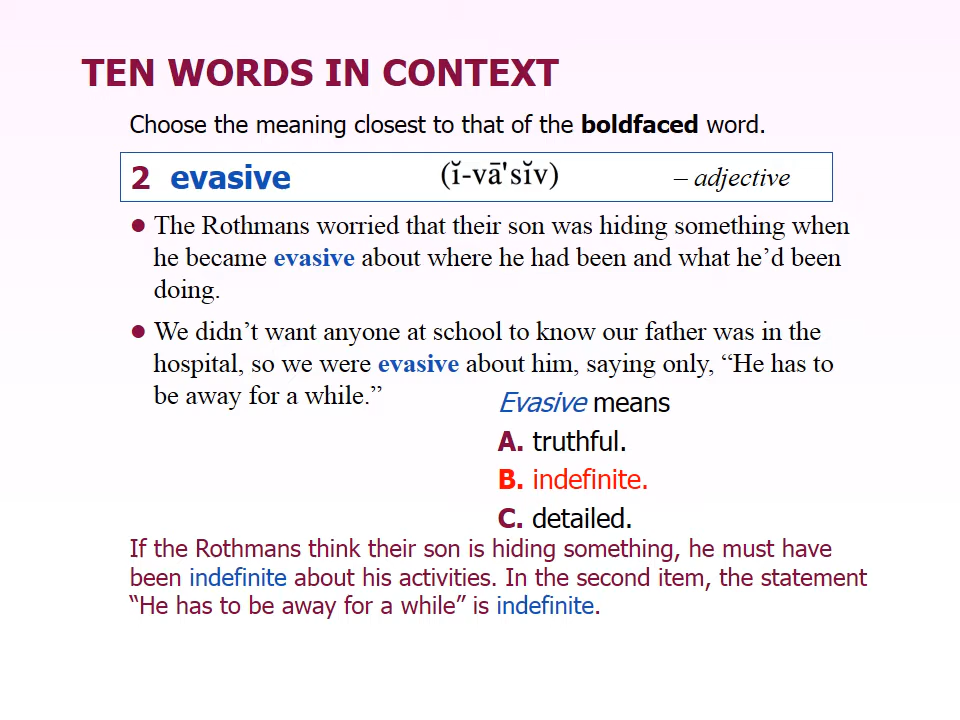 TEN WORDS IN CONTEXT
Choose the meaning closest to that of the boldfaced word.
2 evasive (ĭ-vā'sĭv) – adjective
● The Rothmans worried that their son was hiding something when
he became evasive about where he had been and what he’d been
doing.
● We didn’t want anyone at school to know our father was in the
hospital, so we were evasive about him, saying only, “He has to
be away for a while.”
Evasive means
A. truthful.
B. indefinite.
C. detailed.
If the Rothmans think their son is hiding something, he must have
been indefinite about his activities. In the second item, the statement
“He has to be away for a while” is indefinite.